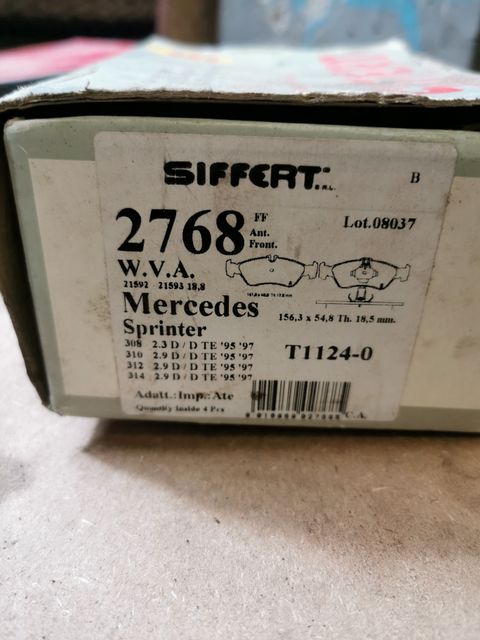 SIFFERT S.R.L.
B
2768
FF
Ant.
Front.
Lot.08037
W.V.A.
21592 21593 18,8
Mercedes
Sprinter
156,3 x 54,8 Th. 18,5 mm.
308 2.3 D / D TE '95 '97
310 2.9 D / D TE '95 '97
312 2.9 D / D TE '95 '97
314 2.9 D / D TE '95 '97
T1124-0
Adatt.:Imp.:Ate
Quantity Inside 4 Pcs
C.A.